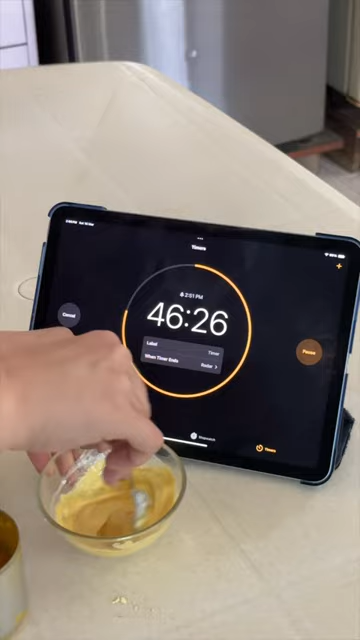 Timers
+
2:51 PM
46:26
Cancel
Label
Timer
Pause
When Timer Ends
Radar >
Stopwatch
Timers